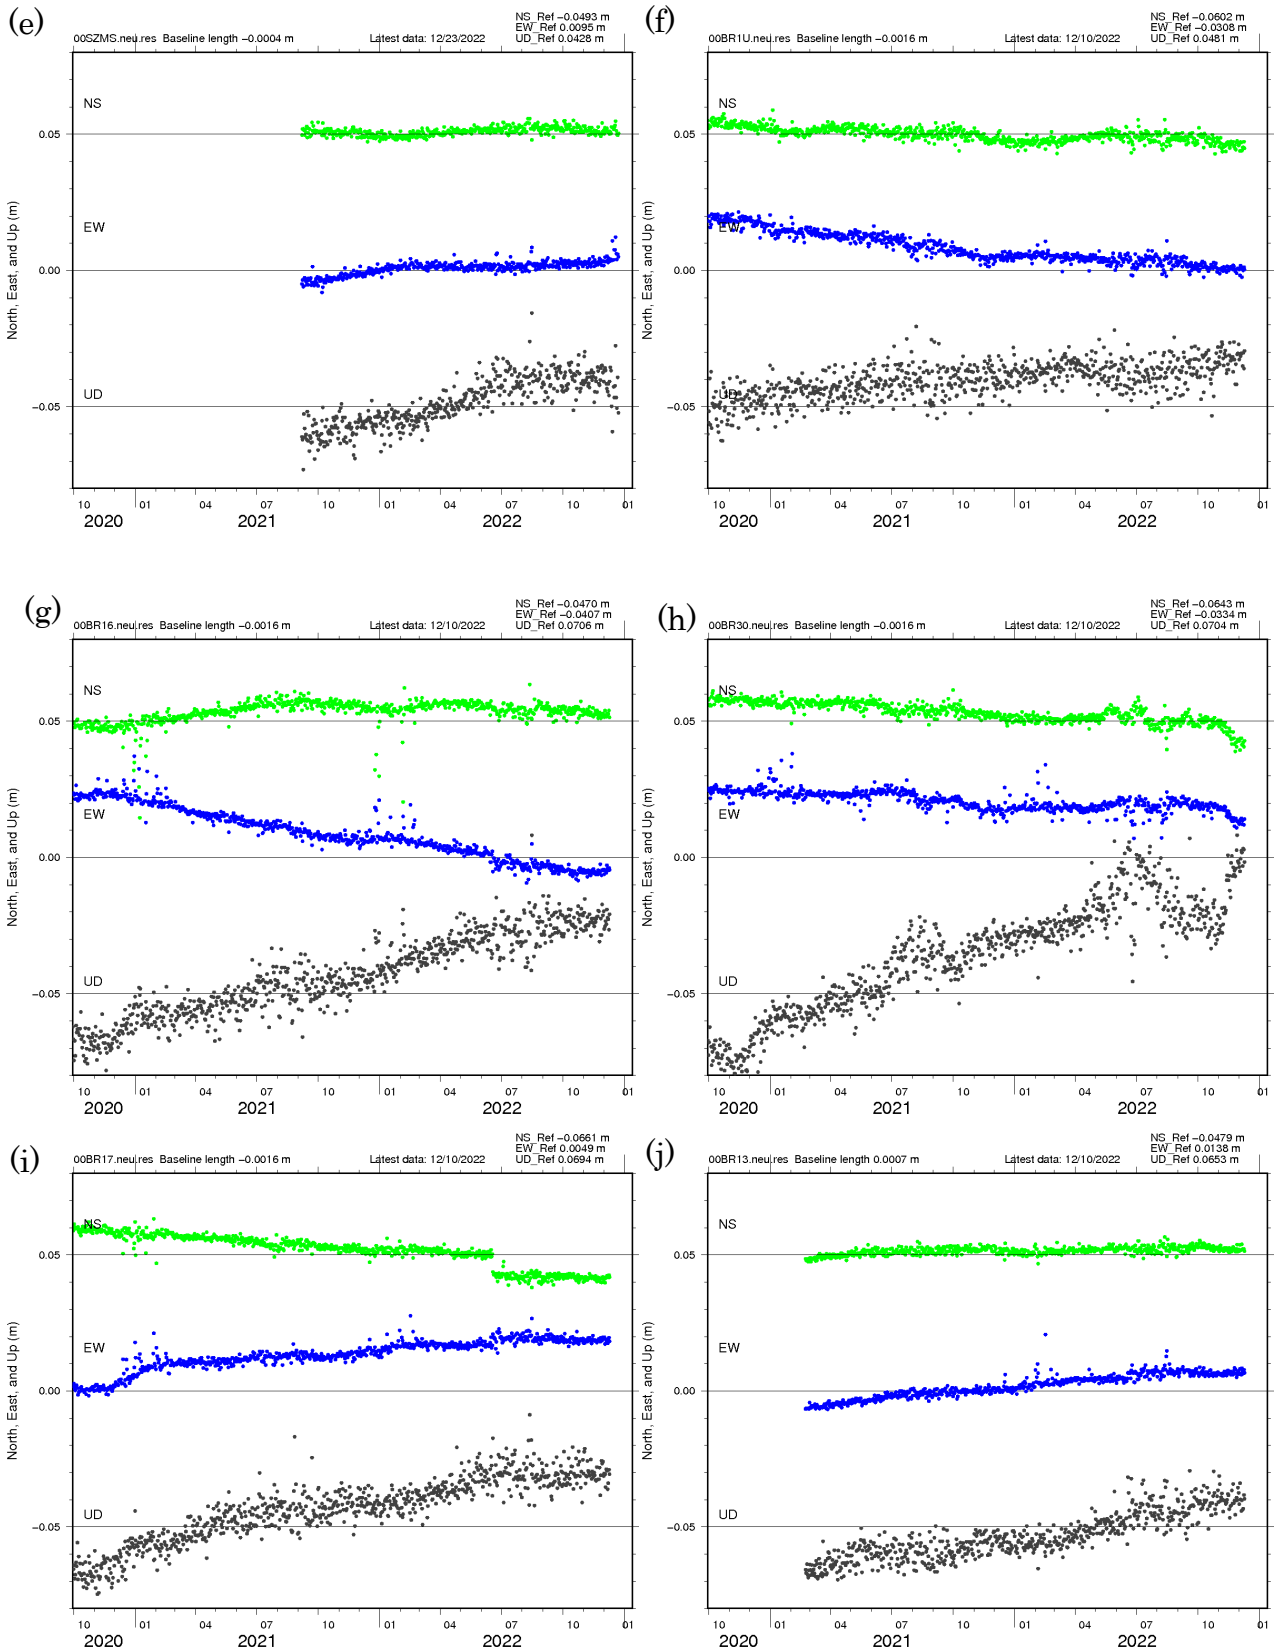 (e)
NS_Ref −0.0493 m
EW_Ref 0.0095 m
00SZMS.neu.res Baseline length −0.0004 m Latest data: 12/23/2022 UD_Ref 0.0428 m
NS
0.05
EW
0.00
UD
−0.05
North, East, and Up (m)
10 01 04 07 10 01 04 07 10 01
2020 2021 2022
(f)
NS_Ref −0.0602 m
EW_Ref −0.0308 m
00BR1U.neu.res Baseline length −0.0016 m Latest data: 12/10/2022 UD_Ref 0.0481 m
NS
0.05
EW
0.00
UD
−0.05
North, East, and Up (m)
10 01 04 07 10 01 04 07 10 01
2020 2021 2022
(g)
NS_Ref −0.0470 m
EW_Ref −0.0407 m
00BR16.neu.res Baseline length −0.0016 m Latest data: 12/10/2022 UD_Ref 0.0706 m
NS
0.05
EW
0.00
UD
−0.05
North, East, and Up (m)
10 01 04 07 10 01 04 07 10 01
2020 2021 2022
(h)
NS_Ref −0.0643 m
EW_Ref −0.0334 m
00BR30.neu.res Baseline length −0.0016 m Latest data: 12/10/2022 UD_Ref 0.0704 m
NS
0.05
EW
0.00
UD
−0.05
North, East, and Up (m)
10 01 04 07 10 01 04 07 10 01
2020 2021 2022
(i)
NS_Ref −0.0661 m
EW_Ref 0.0049 m
00BR17.neu.res Baseline length −0.0016 m Latest data: 12/10/2022 UD_Ref 0.0694 m
NS
0.05
EW
0.00
UD
−0.05
North, East, and Up (m)
10 01 04 07 10 01 04 07 10 01
2020 2021 2022
(j)
NS_Ref −0.0479 m
EW_Ref 0.0138 m
00BR13.neu.res Baseline length 0.0007 m Latest data: 12/10/2022 UD_Ref 0.0653 m
NS
0.05
EW
0.00
UD
−0.05
North, East, and Up (m)
10 01 04 07 10 01 04 07 10 01
2020 2021 2022